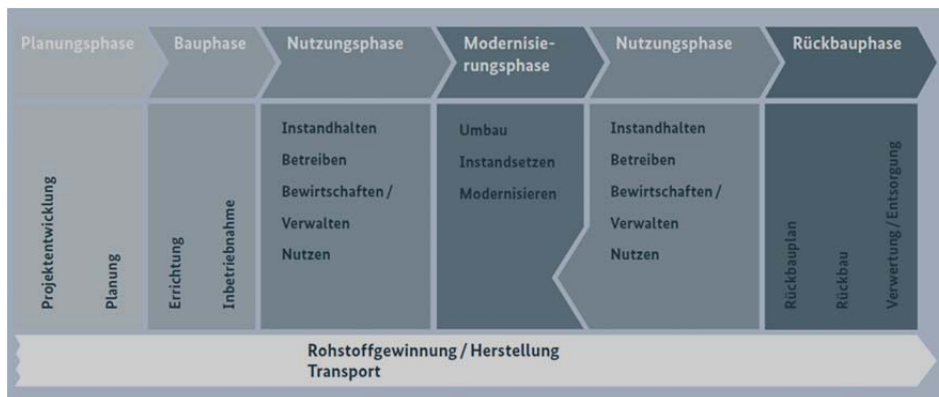 Planungsphase
Bauphase
Nutzungsphase
Modernisie-
rungsphase
Nutzungsphase
Rückbauphase
Projektentwicklung
Planung
Errichtung
Inbetriebnahme
Instandhalten
Betreiben
Bewirtschaften /
Verwalten
Nutzen
Umbau
Instandsetzen
Modernisieren
Instandhalten
Betreiben
Bewirtschaften /
Verwalten
Nutzen
Rückbauplan
Rückbau
Verwertung / Entsorgung
Rohstoffgewinnung / Herstellung
Transport